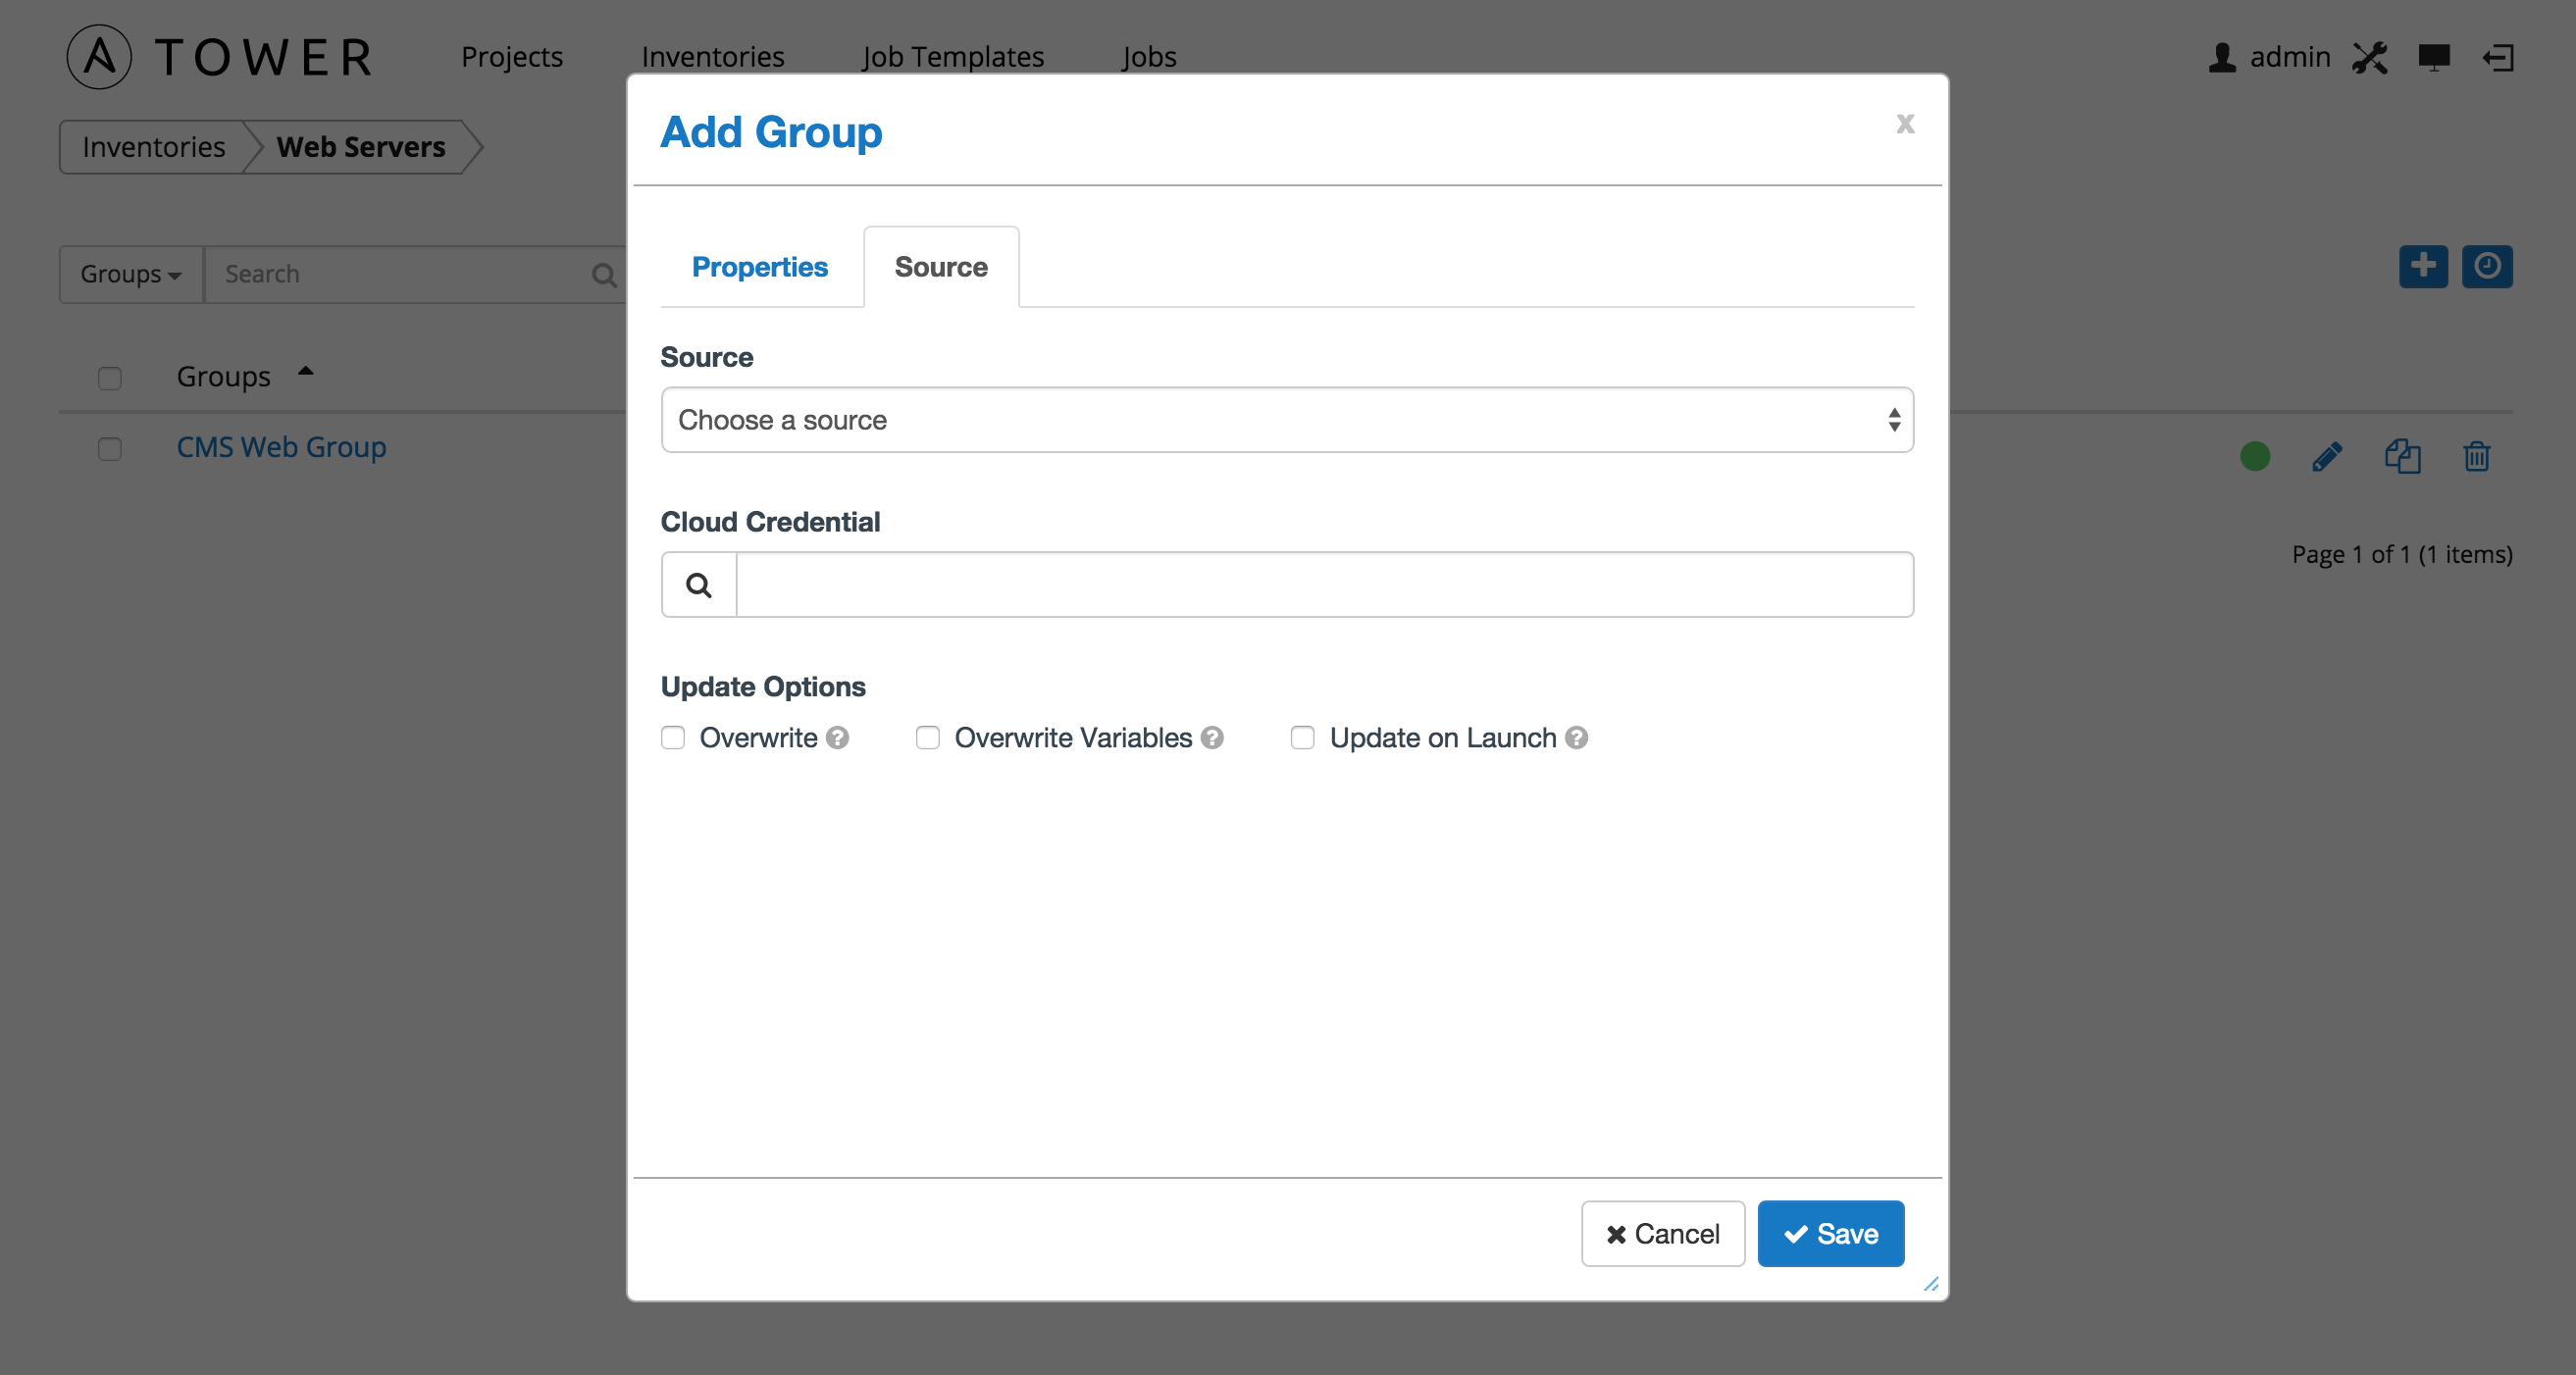 TOWER Projects Inventories Job Templates Jobs admin
Inventories Web Servers
Add Group x
Groups Search
Properties Source
Source
Groups
Choose a source
CMS Web Group
Cloud Credential
Page 1 of 1 (1 items)
Update Options
Overwrite ? Overwrite Variables ? Update on Launch ?
Cancel Save